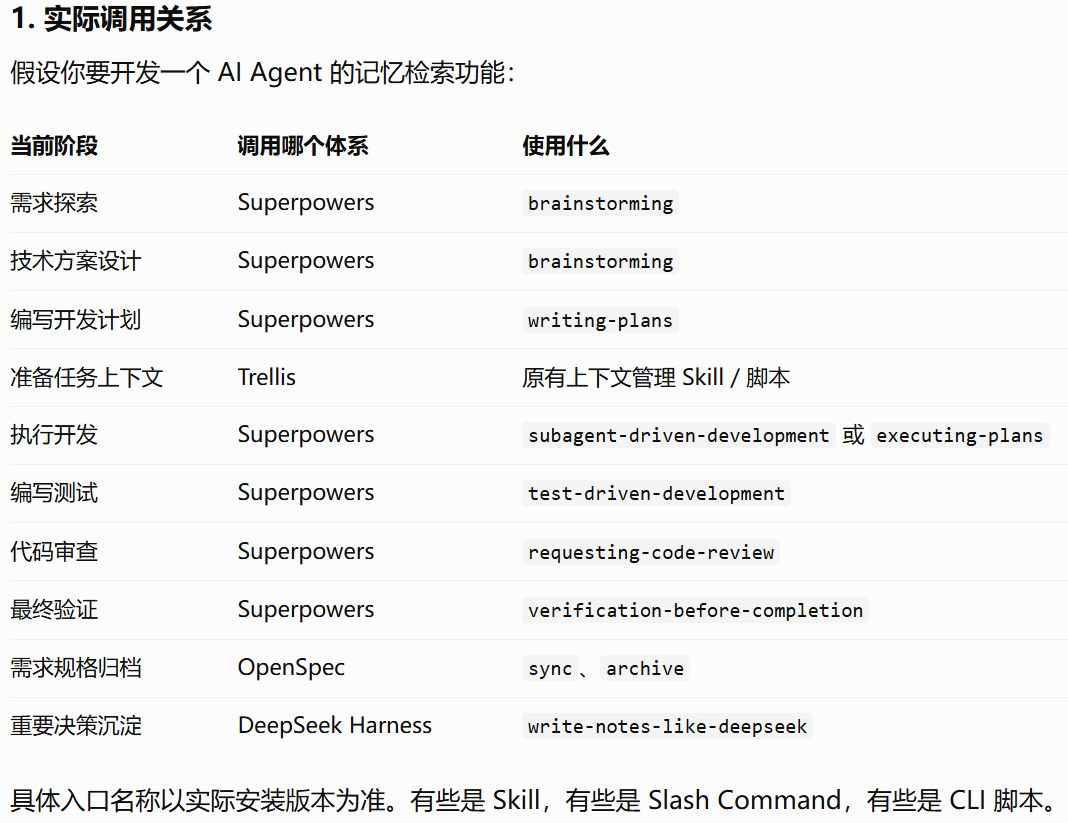 1. 实际调用关系
假设你要开发一个 AI Agent 的记忆检索功能：
当前阶段 调用哪个体系 使用什么
需求探索 Superpowers brainstorming
技术方案设计 Superpowers brainstorming
编写开发计划 Superpowers writing-plans
准备任务上下文 Trellis 原有上下文管理 Skill / 脚本
执行开发 Superpowers subagent-driven-development 或 executing-plans
编写测试 Superpowers test-driven-development
代码审查 Superpowers requesting-code-review
最终验证 Superpowers verification-before-completion
需求规格归档 OpenSpec sync、archive
重要决策沉淀 DeepSeek Harness write-notes-like-deepseek
具体入口名称以实际安装版本为准。有些是 Skill，有些是 Slash Command，有些是 CLI 脚本。